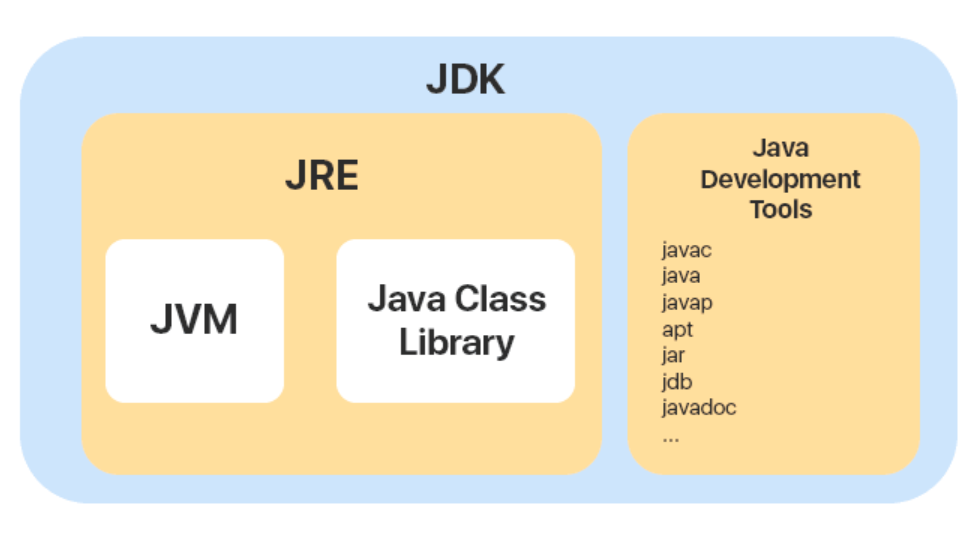 JDK
JRE
JVM
Java Class
Library
Java
Development
Tools
javac
java
javap
apt
jar
jdb
javadoc
...